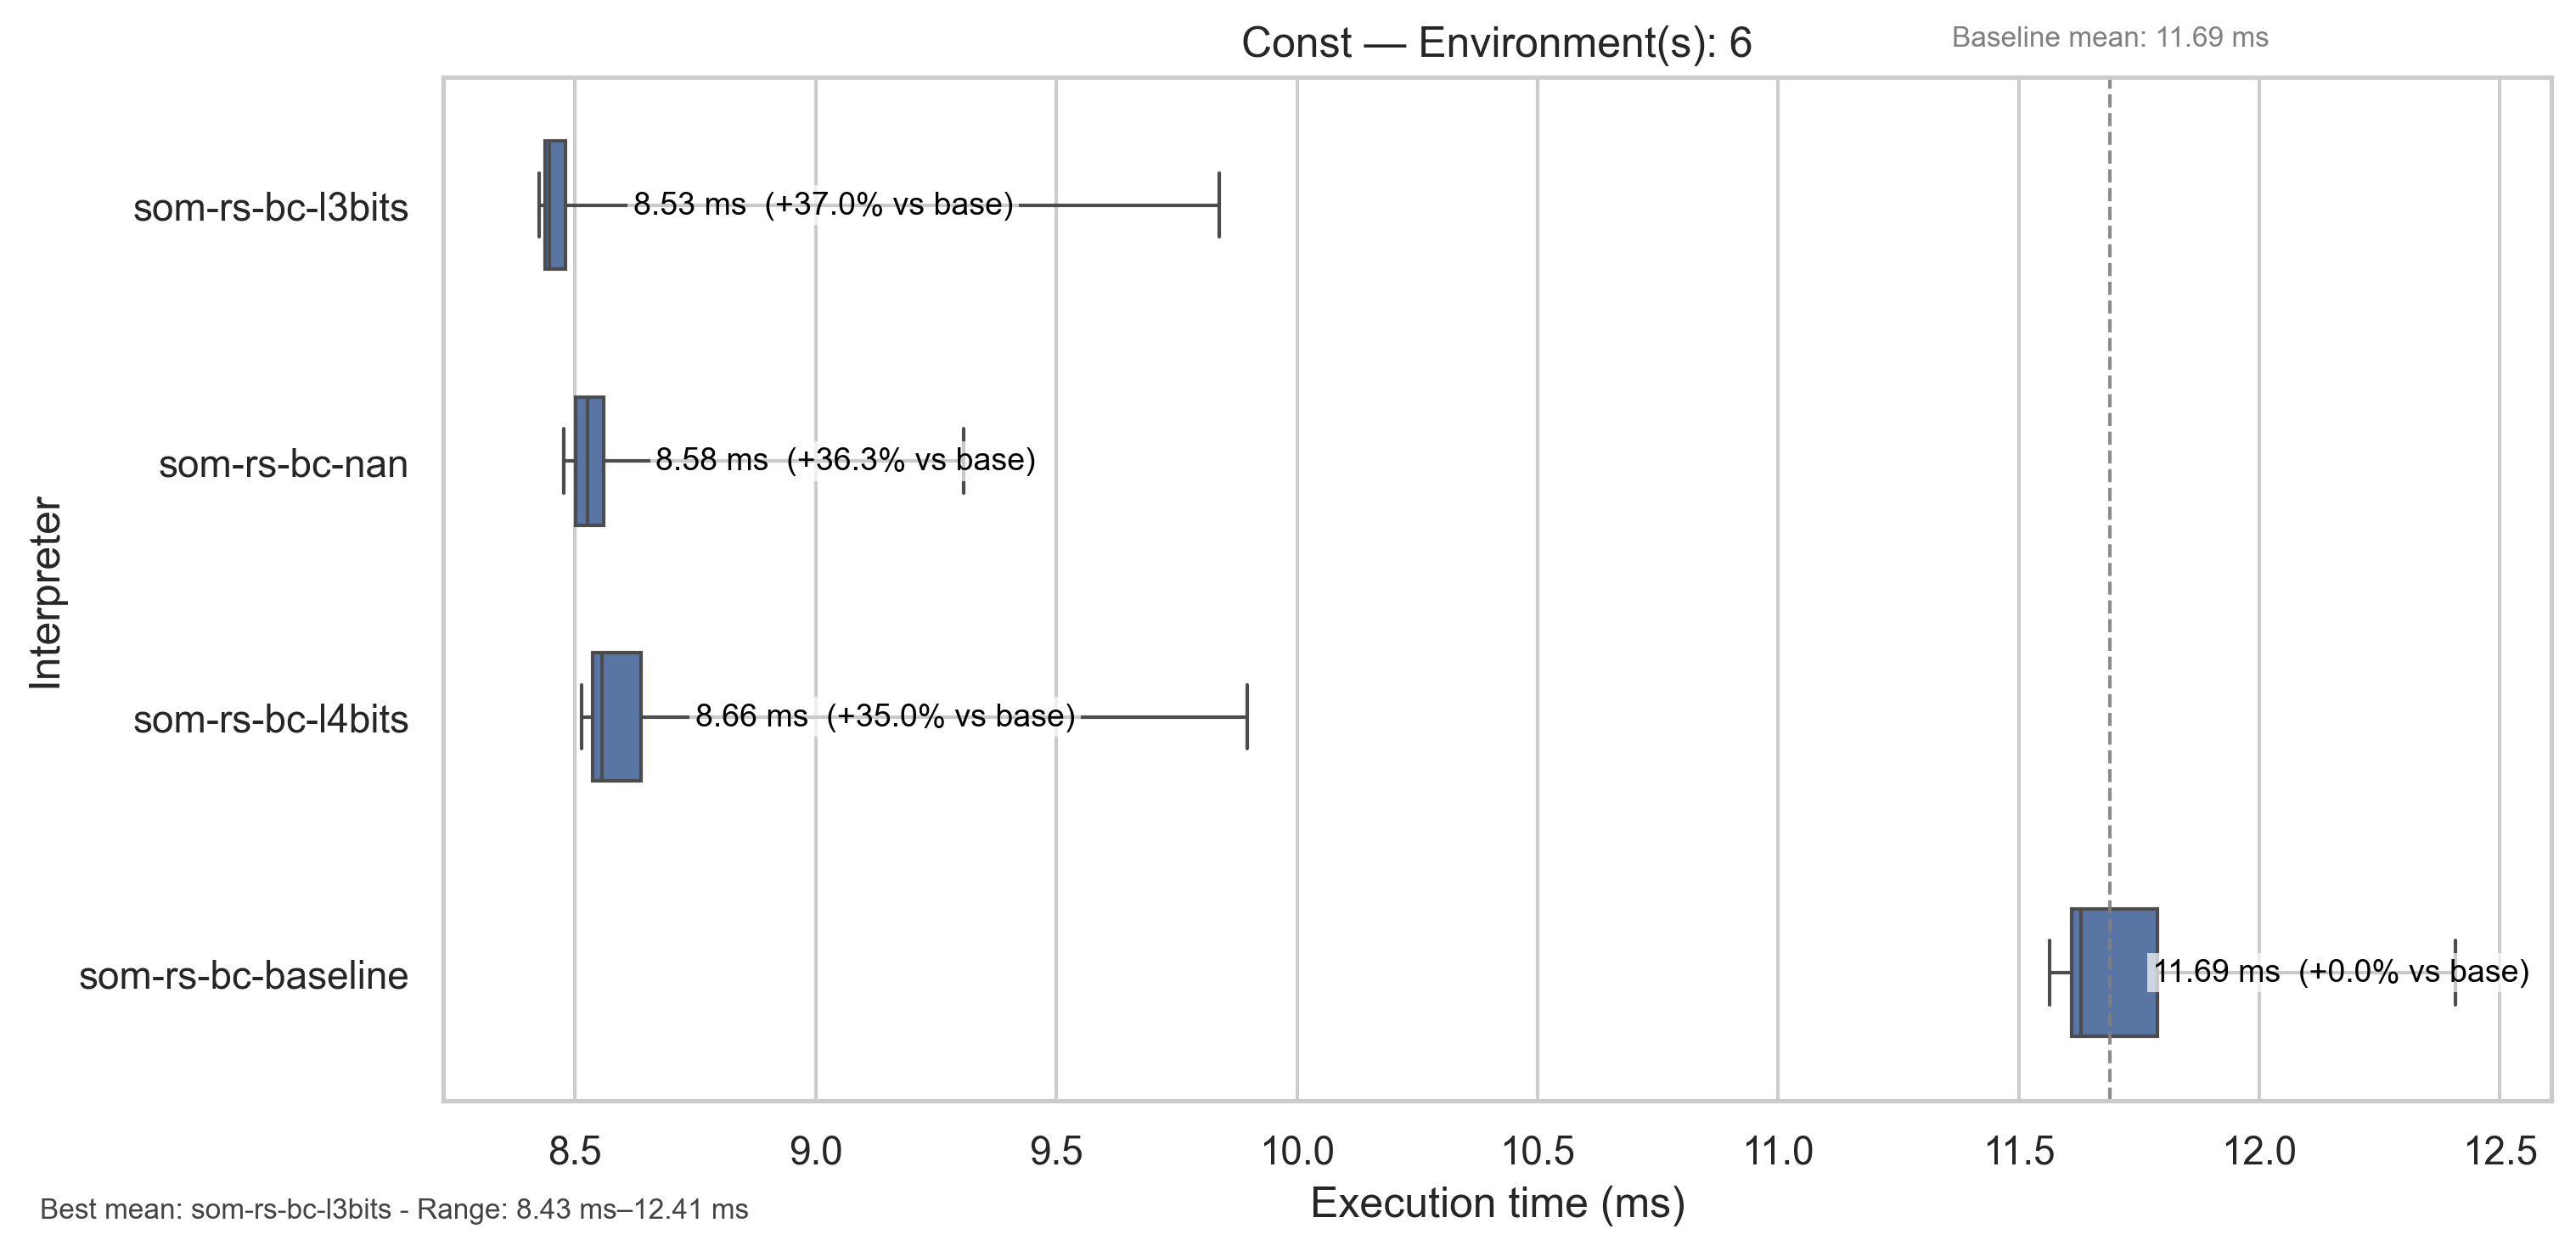 Const — Environment(s): 6
Baseline mean: 11.69 ms
Interpreter
som-rs-bc-l3bits
8.53 ms (+37.0% vs base)
som-rs-bc-nan
8.58 ms (+36.3% vs base)
som-rs-bc-l4bits
8.66 ms (+35.0% vs base)
som-rs-bc-baseline
11.69 ms (+0.0% vs base)
8.5 9.0 9.5 10.0 10.5 11.0 11.5 12.0 12.5
Execution time (ms)
Best mean: som-rs-bc-l3bits - Range: 8.43 ms–12.41 ms